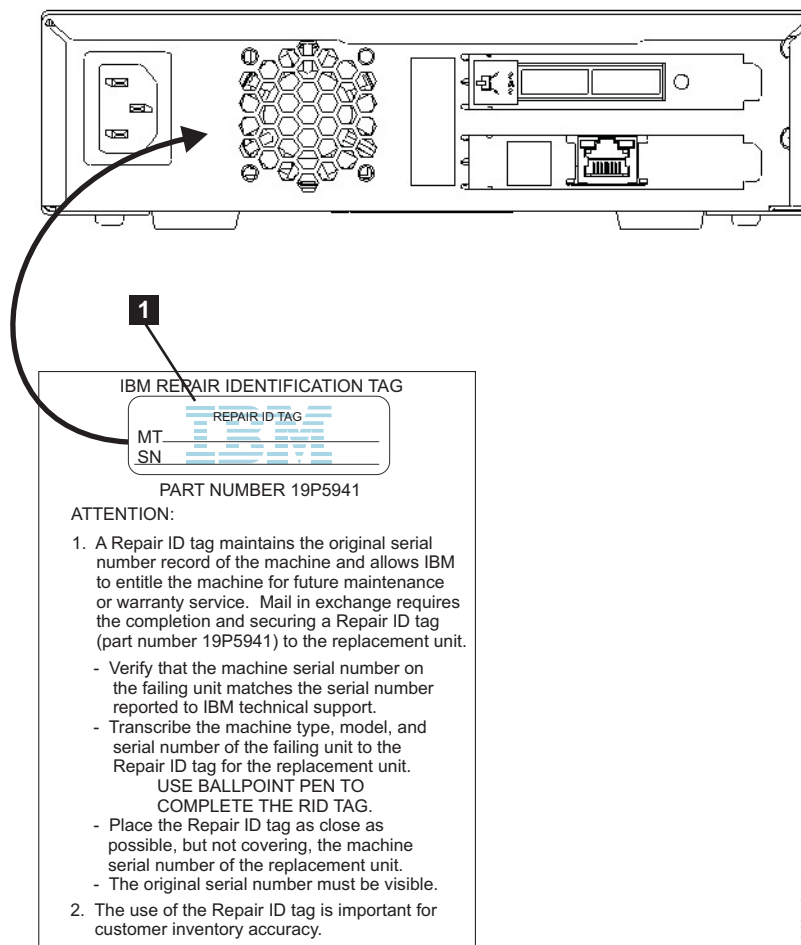 1
IBM REPAIR IDENTIFICATION TAG
REPAIR ID TAG
IBM
MT
SN
PART NUMBER 19P5941
ATTENTION:
1. A Repair ID tag maintains the original serial
number record of the machine and allows IBM
to entitle the machine for future maintenance
or warranty service. Mail in exchange requires
the completion and securing a Repair ID tag
(part number 19P5941) to the replacement unit.
- Verify that the machine serial number on
the failing unit matches the serial number
reported to IBM technical support.
- Transcribe the machine type, model, and
serial number of the failing unit to the
Repair ID tag for the replacement unit.
USE BALLPOINT PEN TO
COMPLETE THE RID TAG.
- Place the Repair ID tag as close as
possible, but not covering, the machine
serial number of the replacement unit.
- The original serial number must be visible.
2. The use of the Repair ID tag is important for
customer inventory accuracy.